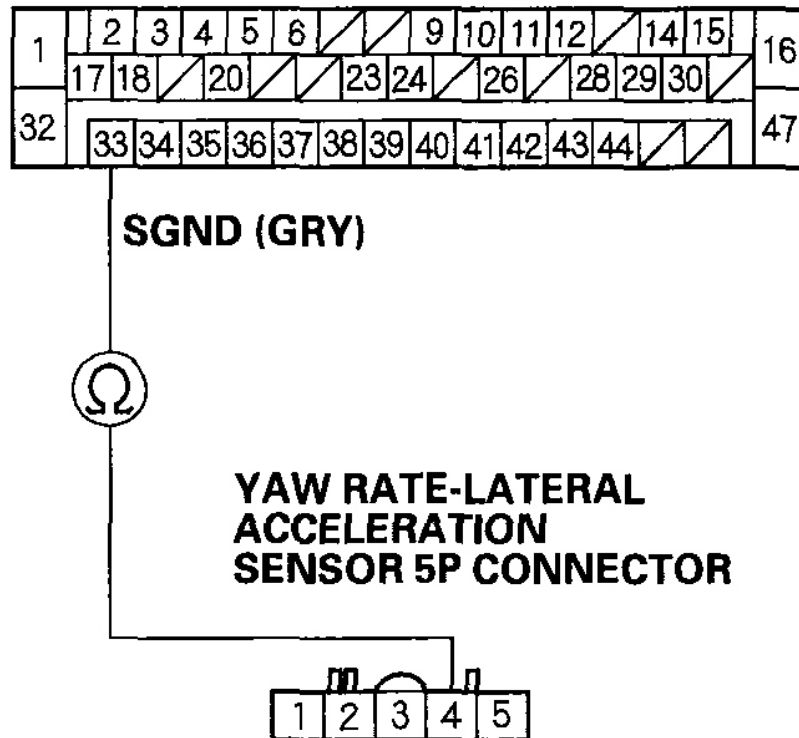 1 2 3 4 5 6 9 10 11 12 14 15 16
17 18 20 23 24 26 28 29 30
32 33 34 35 36 37 38 39 40 41 42 43 44 47
SGND (GRY)
Ω
YAW RATE-LATERAL
ACCELERATION
SENSOR 5P CONNECTOR
1 2 3 4 5